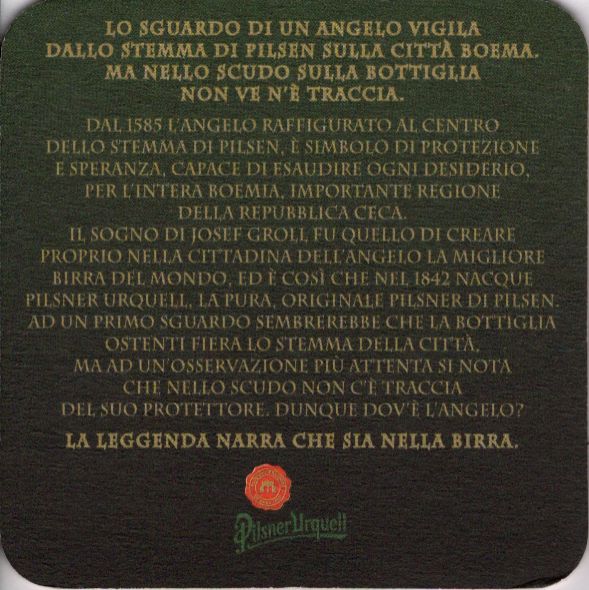 LO SGUARDO DI UN ANGELO VIGILA
DALLO STEMMA DI PILSEN SULLA CITTÀ BOEMA.
MA NELLO SCUDO SULLA BOTTIGLIA
NON VE N'È TRACCIA.
DAL 1585 L'ANGELO RAFFIGURATO AL CENTRO
DELLO STEMMA DI PILSEN, È SIMBOLO DI PROTEZIONE
E SPERANZA, CAPACE DI ESAUDIRE OGNI DESIDERIO,
PER L'INTERA BOEMIA, IMPORTANTE REGIONE
DELLA REPUBBLICA CECA.
IL SOGNO DI JOSEF GROLL FU QUELLO DI CREARE
PROPRIO NELLA CITTADINA DELL'ANGELO LA MIGLIORE
BIRRA DEL MONDO, ED È COSÌ CHE NEL 1842 NACQUE
PILSNER URQUELL, LA PURA, ORIGINALE PILSNER DI PILSEN.
AD UN PRIMO SGUARDO SEMBREREBBE CHE LA BOTTIGLIA
OSTENTI FIERA LO STEMMA DELLA CITTÀ,
MA AD UN'OSSERVAZIONE PIÙ ATTENTA SI NOTA
CHE NELLO SCUDO NON C'È TRACCIA
DEL SUO PROTETTORE. DUNQUE DOV'È L'ANGELO?
LA LEGGENDA NARRA CHE SIA NELLA BIRRA.
Pilsner Urquell